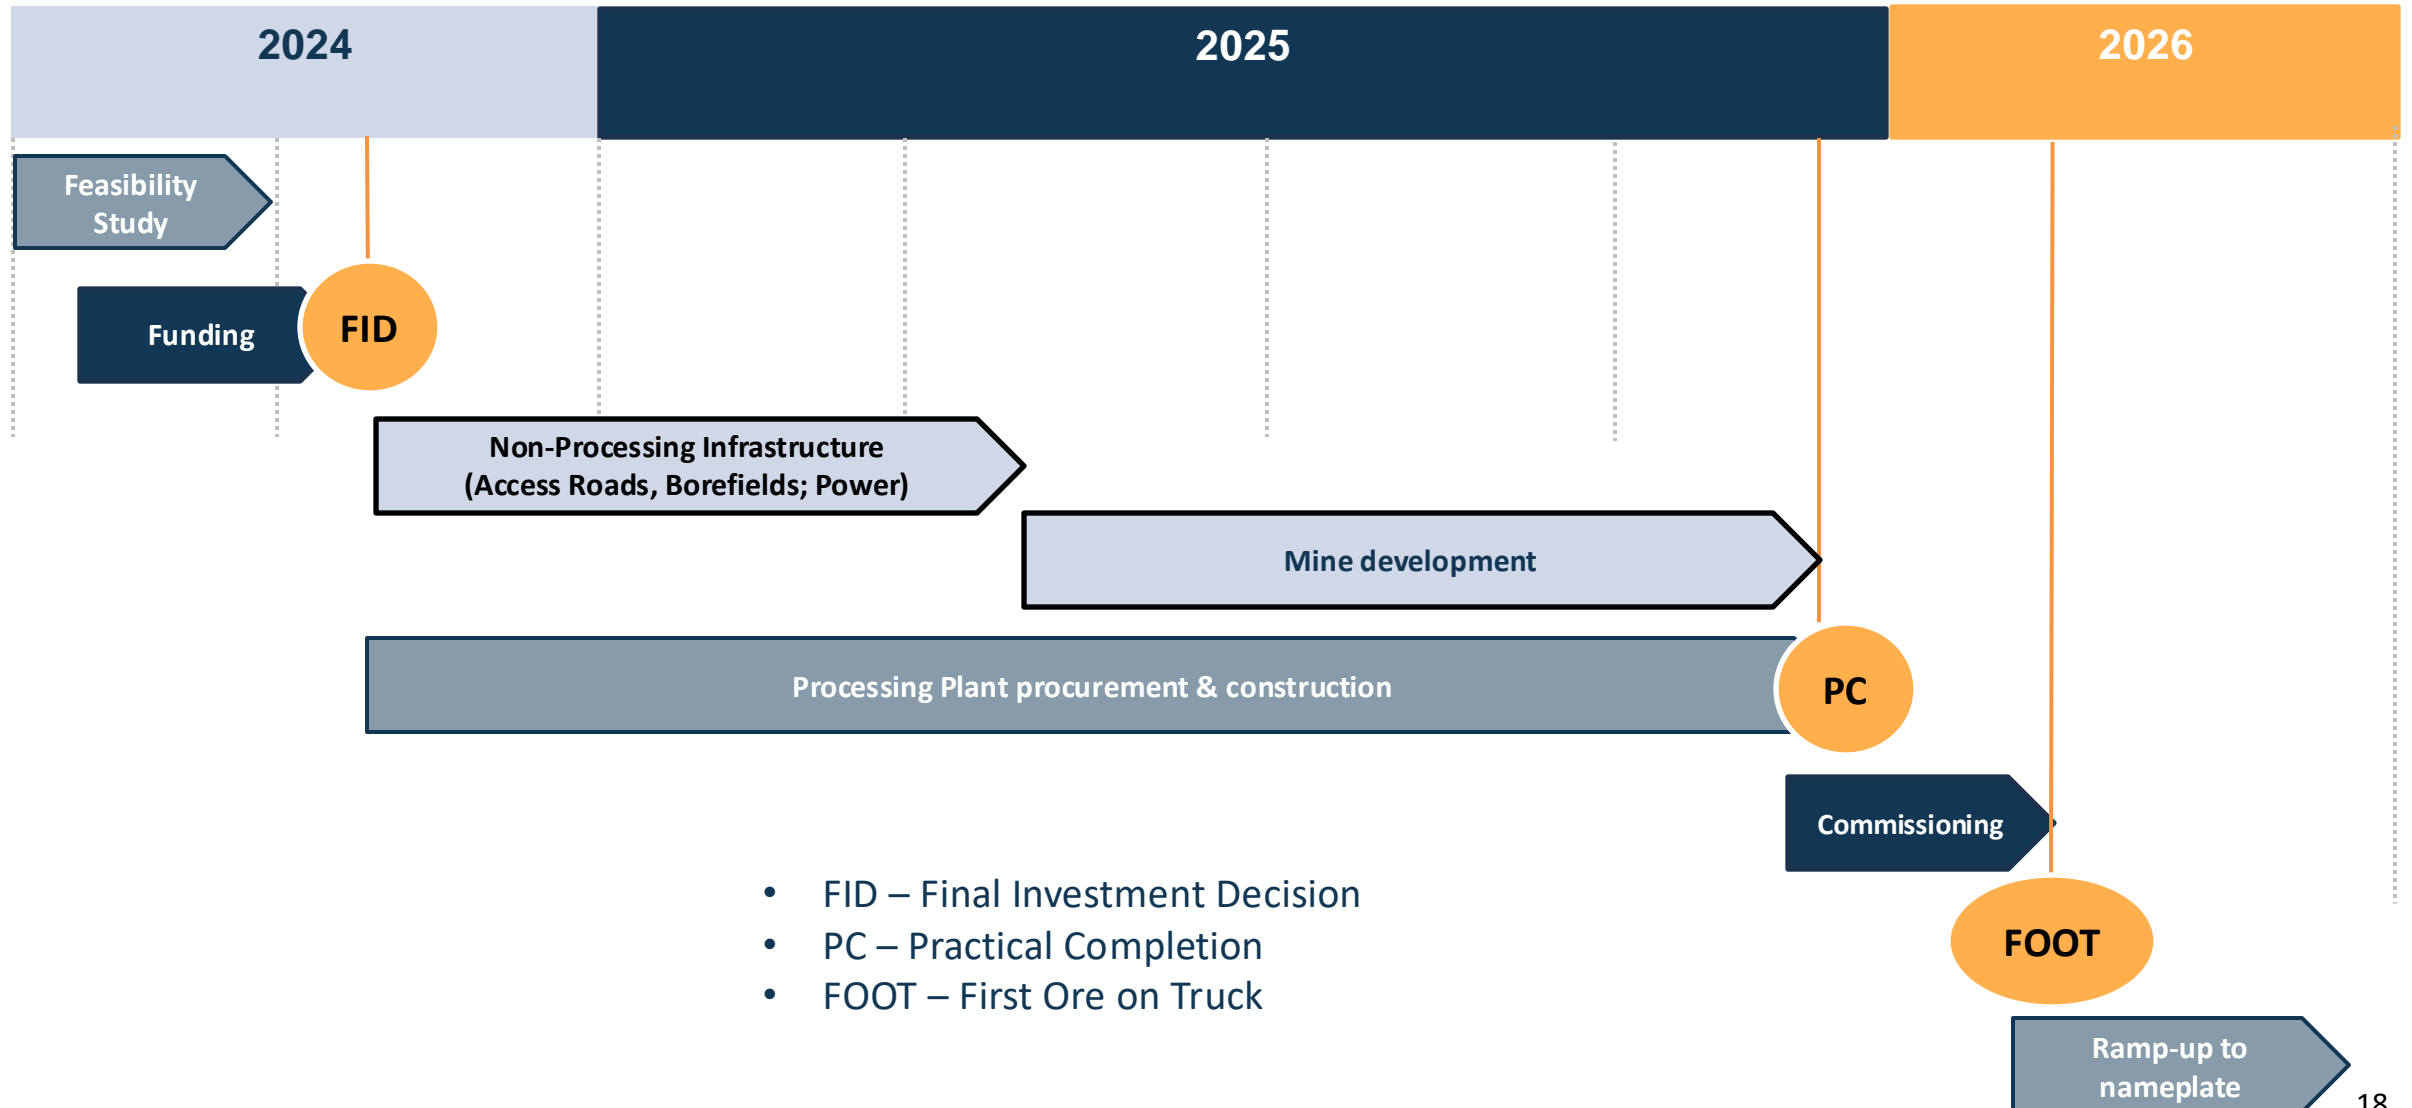 2024
2025
2026
Feasibility
Study
Funding
FID
Non-Processing Infrastructure
(Access Roads, Borefields; Power)
Mine development
Processing Plant procurement & construction
PC
Commissioning
• FID – Final Investment Decision
• PC – Practical Completion
• FOOT – First Ore on Truck
FOOT
Ramp-up to
nameplate
18